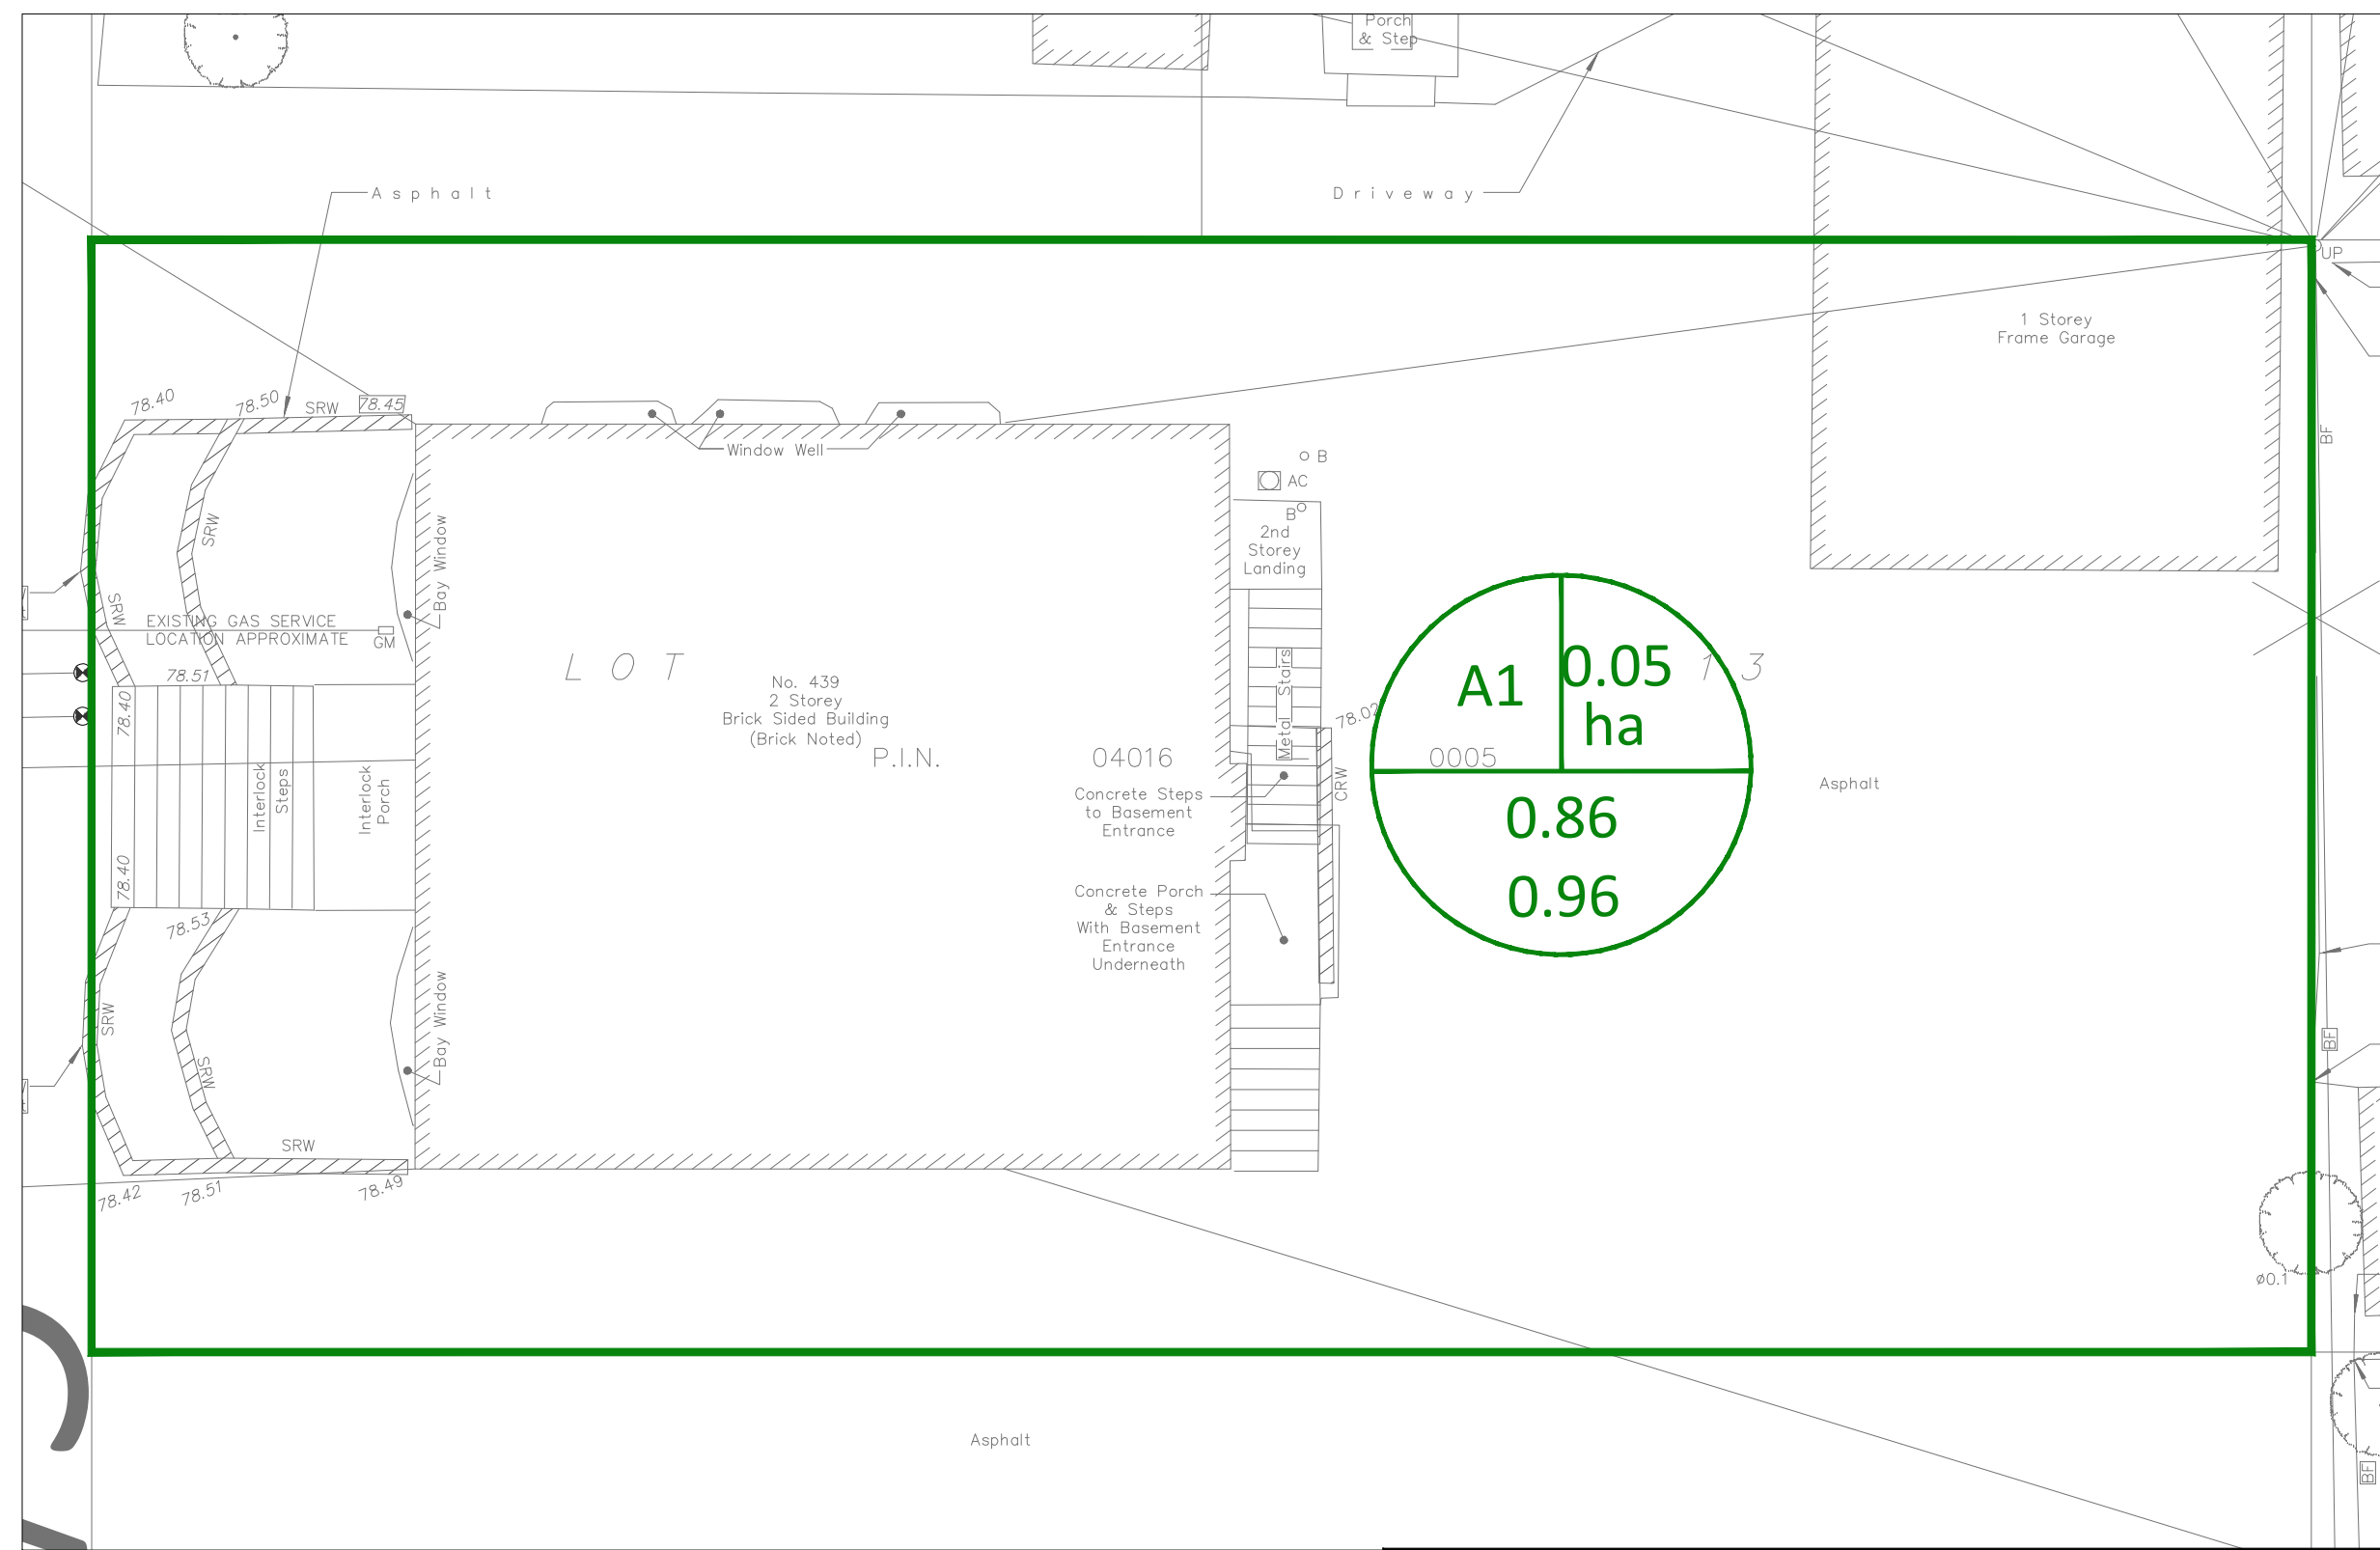 Porch
& Step
Asphalt
Driveway
UP
1 Storey
Frame Garage
78.40
78.50
SRW
78.45
Window Well
B
AC
B
2nd
Storey
Landing
BF
SRW
Bay Window
SRW
EXISTING GAS SERVICE
LOCATION APPROXIMATE
GM
78.51
LOT
13
No. 439
2 Storey
Brick Sided Building
(Brick Noted)
P.I.N.
04016
0005
Metal Stairs
78.02
A1
0.05
ha
0.86
0.96
78.40
Interlock
Steps
Interlock
Porch
78.40
Concrete Steps
to Basement
Entrance
CRW
Asphalt
Concrete Porch
& Steps
With Basement
Entrance
Underneath
78.53
SRW
SRW
Bay Window
BF
SRW
78.42
78.51
78.49
ø0.1
Asphalt
BF